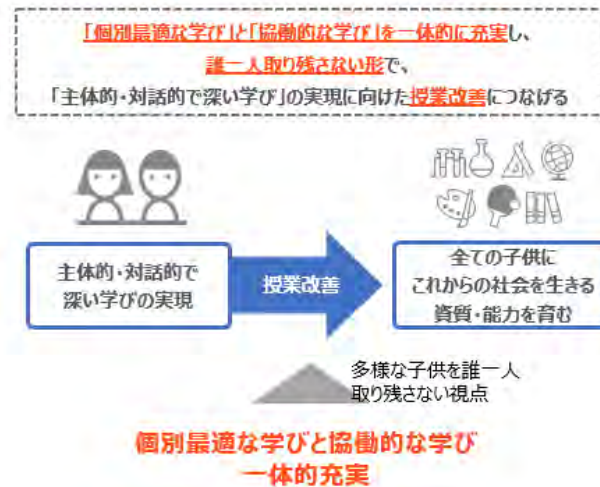 「個別最適な学び」と「協働的な学び」を一体的に充実し、
誰一人取り残さない形で、
「主体的・対話的で深い学び」の実現に向けた授業改善につなげる
主体的・対話的で
深い学びの実現
授業改善
全ての子供に
これからの社会を生きる
資質・能力を育む
多様な子供を誰一人
取り残さない視点
個別最適な学びと協働的な学び
一体的充実